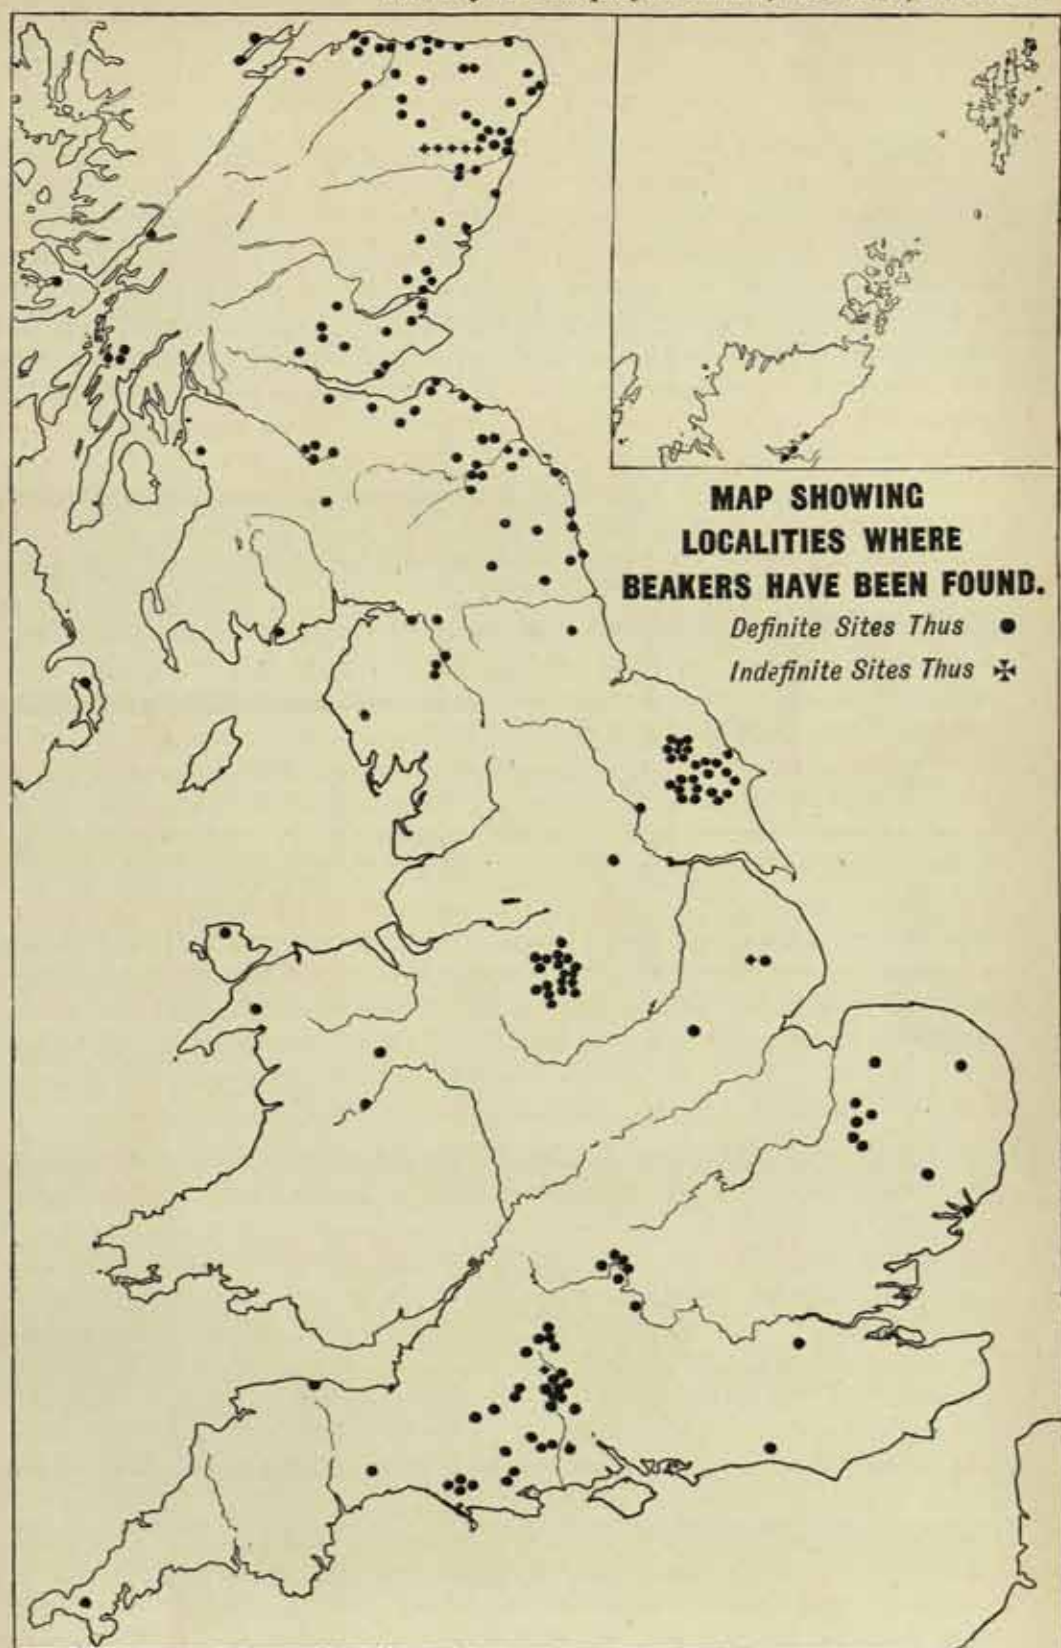 MAP SHOWING
LOCALITIES WHERE
BEAKERS HAVE BEEN FOUND.
Definite Sites Thus
Indefinite Sites Thus